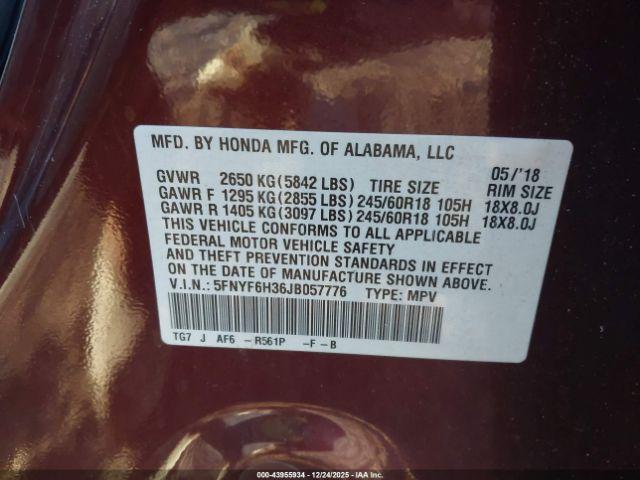 MFD. BY HONDA MFG. OF ALABAMA, LLC 05/'18
GVWR 2650 KG(5842 LBS) TIRE SIZE RIM SIZE
GAWR F 1295 KG(2855 LBS)245/60R18 105H 18X8.0J
GAWR R 1405 KG(3097 LBS)245/60R18 105H 18X8.0J
THIS VEHICLE CONFORMS TO ALL APPLICABLE
FEDERAL MOTOR VEHICLE SAFETY
AND THEFT PREVENTION STANDARDS IN EFFECT
ON THE DATE OF MANUFACTURE SHOWN ABOVE.
V.I.N.: 5FNYF6H36JB057776 TYPE: MPV
TG7 J AF6 -R561P -F-B
000-43955934 - 12/24/2025 - Copyright IAA